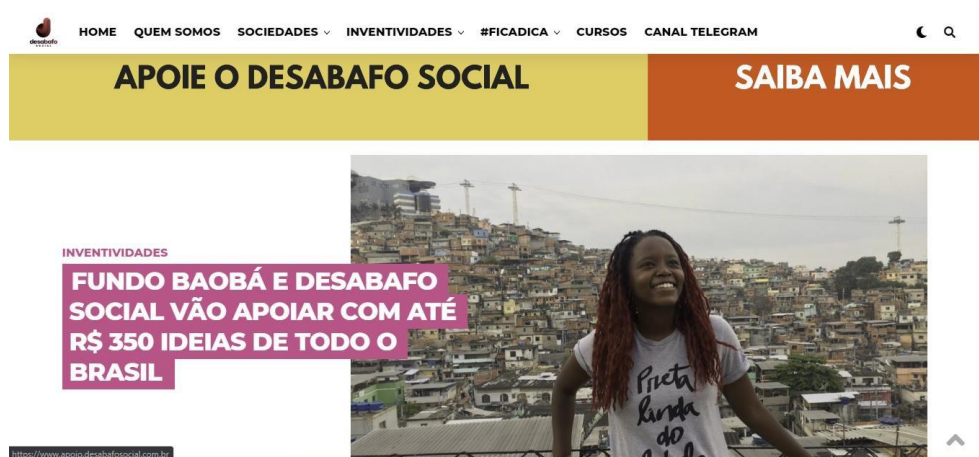 desabafo
SOCIAL
HOME QUEM SOMOS SOCIEDADES INVENTIVIDADES #FICADICA CURSOS CANAL TELEGRAM
APOIE O DESABAFO SOCIAL
SAIBA MAIS
INVENTIVIDADES
FUNDO BAOBÁ E DESABAFO
SOCIAL VÃO APOIAR COM ATÉ
R$ 350 IDEIAS DE TODO O
BRASIL
Preta
linda
do
https://www.apoio.desabafosocial.com.br